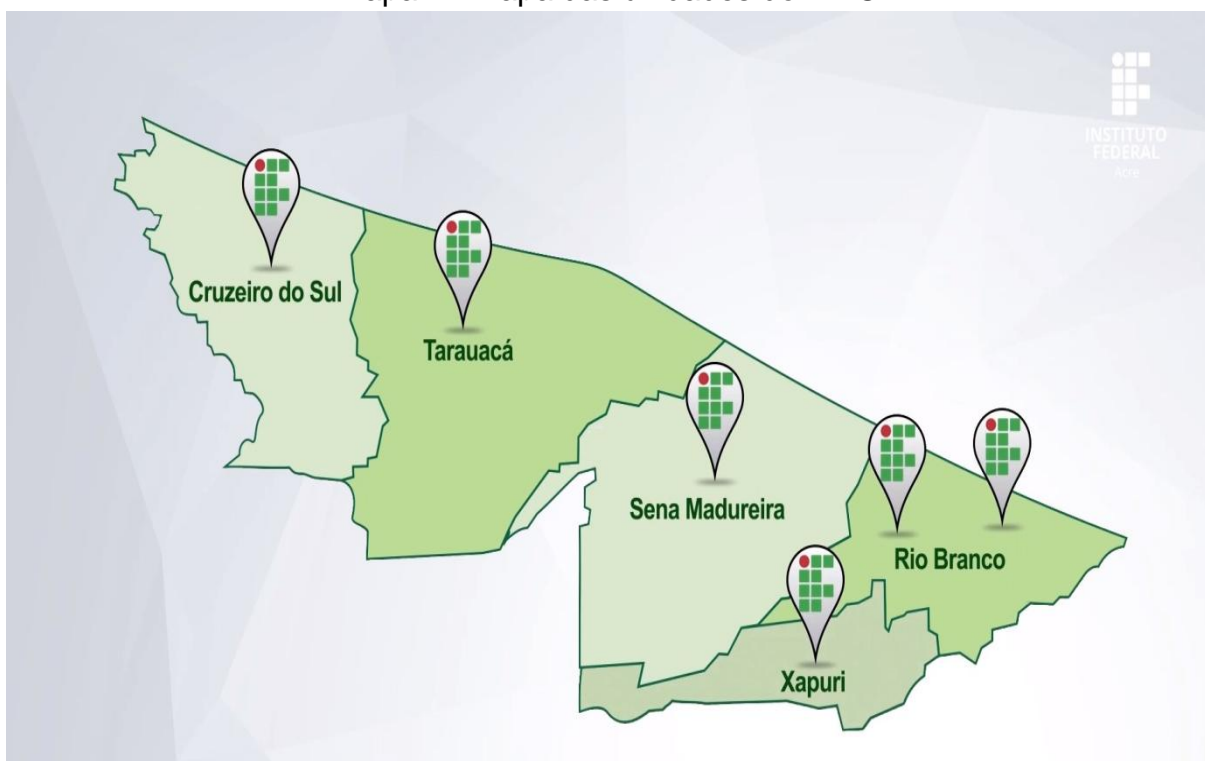 INSTITUTO
FEDERAL
Acre
Cruzeiro do Sul
Tarauacá
Sena Madureira
Rio Branco
Xapuri